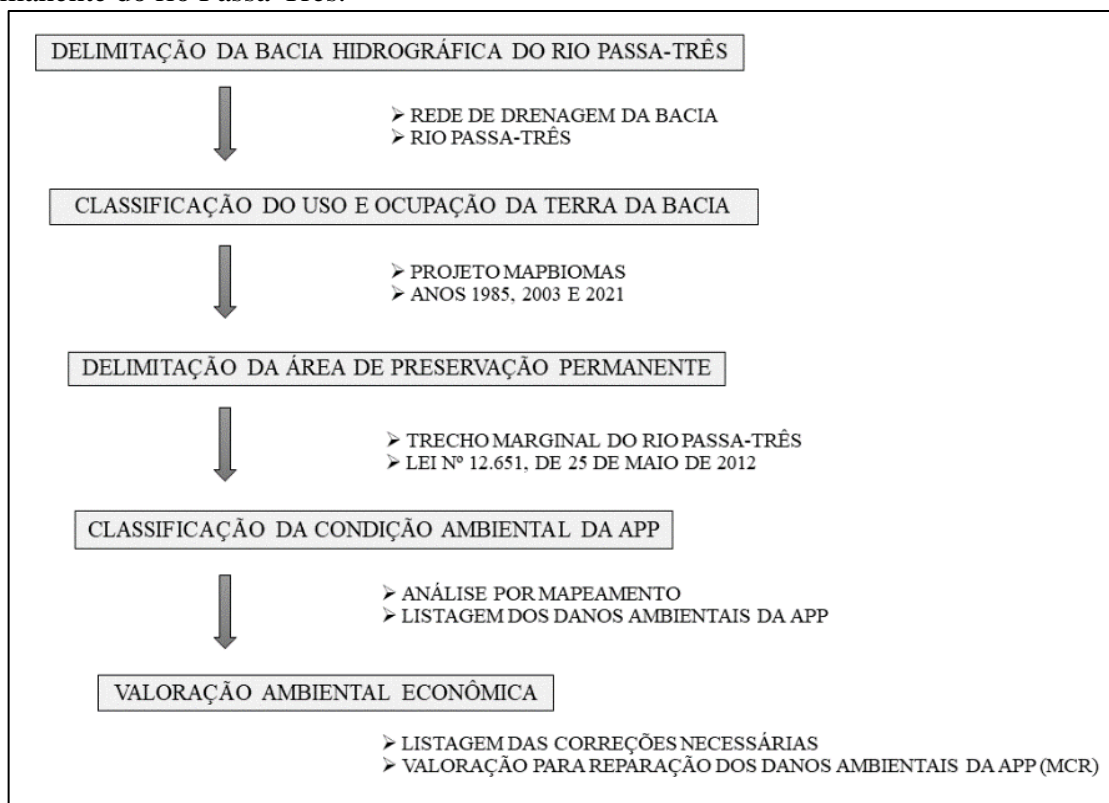 do rio Passa-Três.
DELIMITAÇÃO DA BACIA HIDROGRÁFICA DO RIO PASSA-TRÊS
➢ REDE DE DRENAGEM DA BACIA
➢ RIO PASSA-TRÊS
CLASSIFICAÇÃO DO USO E OCUPAÇÃO DA TERRA DA BACIA
➢ PROJETO MAPBIOMAS
➢ ANOS 1985, 2003 E 2021
DELIMITAÇÃO DA ÁREA DE PRESERVAÇÃO PERMANENTE
➢ TRECHO MARGINAL DO RIO PASSA-TRÊS
➢ LEI Nº 12.651, DE 25 DE MAIO DE 2012
CLASSIFICAÇÃO DA CONDIÇÃO AMBIENTAL DA APP
➢ ANÁLISE POR MAPEAMENTO
➢ LISTAGEM DOS DANOS AMBIENTAIS DA APP
VALORAÇÃO AMBIENTAL ECONÔMICA
➢ LISTAGEM DAS CORREÇÕES NECESSÁRIAS
➢ VALORAÇÃO PARA REPARAÇÃO DOS DANOS AMBIENTAIS DA APP (MCR)